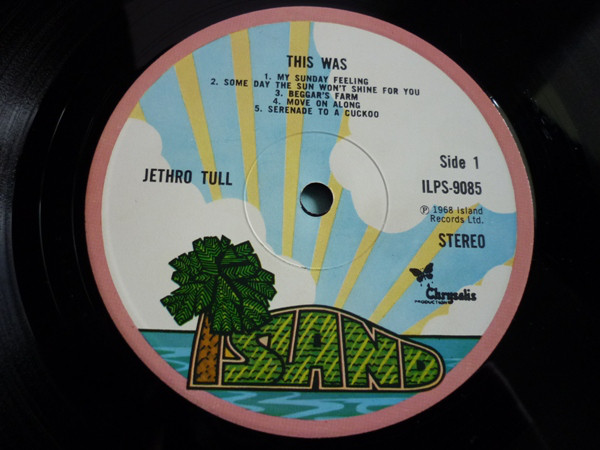 THIS WAS
1. MY SUNDAY FEELING
2. SOME DAY THE SUN WON'T SHINE FOR YOU
3. BEGGAR'S FARM
4. MOVE ON ALONG
5. SERENADE TO A CUCKOO
JETHRO TULL
Side 1
ILPS-9085
℗ 1968 Island
Records Ltd.
STEREO
Chrysalis
PRODUCTION
ISLAND